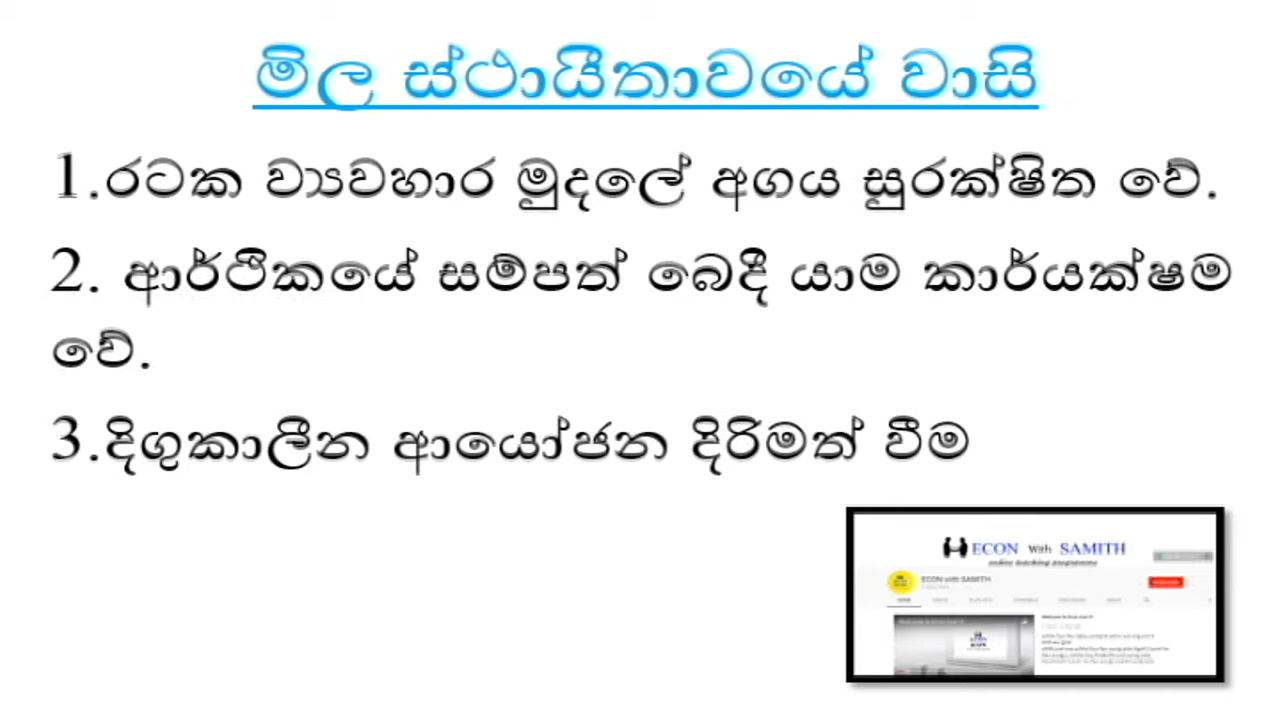 මිල ස්ථායීතාවයේ වාසි
1.රටක ව්‍යවහාර මුදලේ අගය සුරක්ෂිත වේ.
2. ආර්ථිකයේ සම්පත් බෙදී යාම කාර්යක්ෂම
වේ.
3.දිගුකාලීන ආයෝජන දිරිමත් වීම
ECON With SAMITH
online teaching programme
ECON with SAMITH
HOME